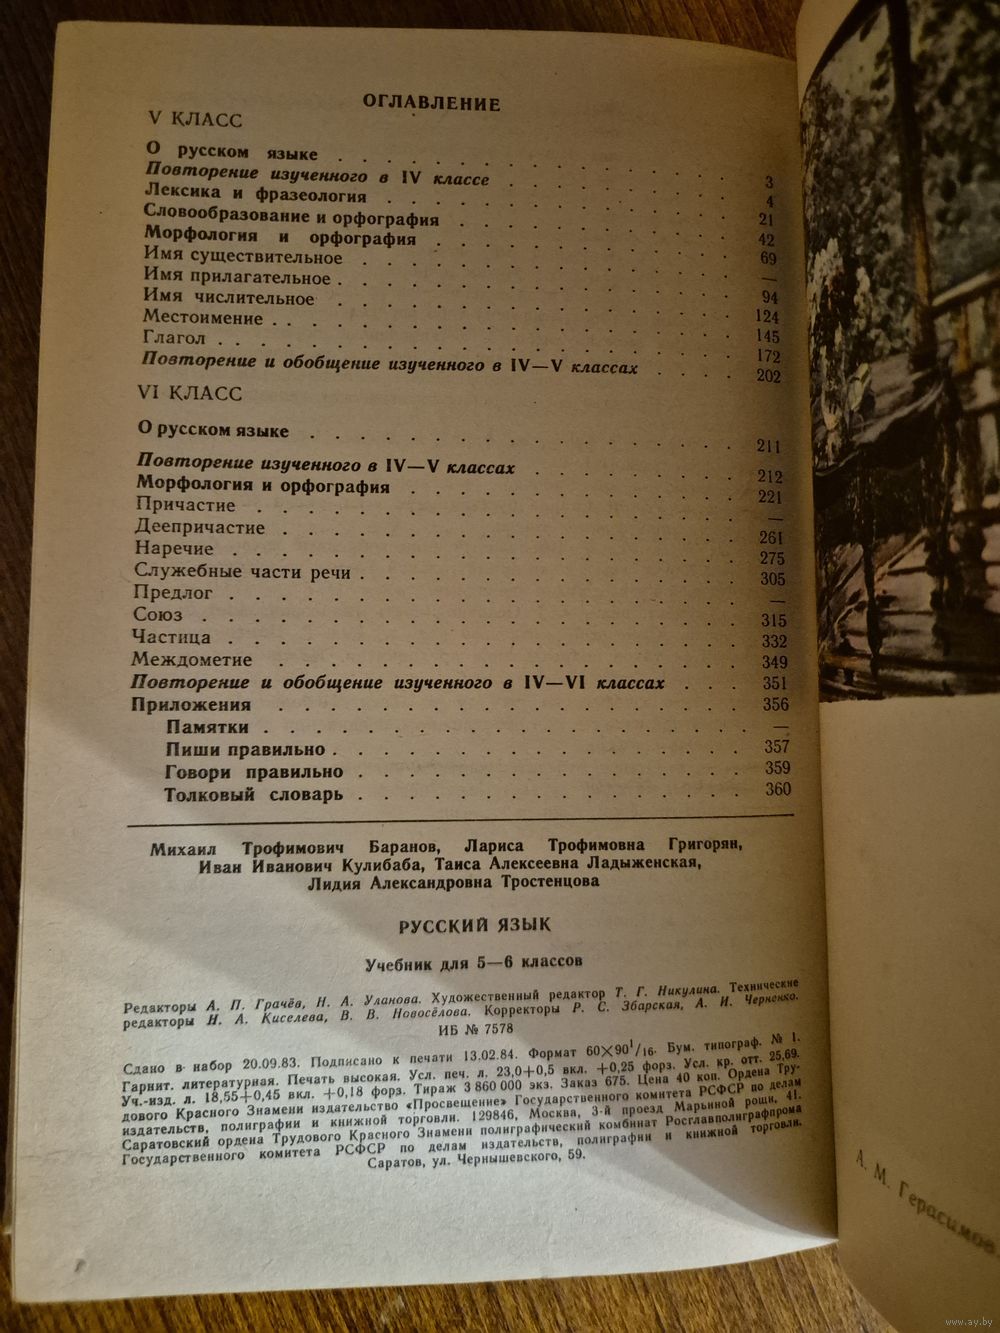 ОГЛАВЛЕНИЕ
V КЛАСС
О русском языке . . . . . . . . . . . . . . . . 3
Повторение изученного в IV классе . . . . . . . . . 4
Лексика и фразеология . . . . . . . . . . . . . . 21
Словообразование и орфография . . . . . . . . . . . 42
Морфология и орфография . . . . . . . . . . . . . 69
Имя существительное . . . . . . . . . . . . . . . —
Имя прилагательное . . . . . . . . . . . . . . . 94
Имя числительное . . . . . . . . . . . . . . . . 124
Местоимение . . . . . . . . . . . . . . . . . . 145
Глагол . . . . . . . . . . . . . . . . . . . . 172
Повторение и обобщение изученного в IV—V классах . . . . 202
VI КЛАСС
О русском языке . . . . . . . . . . . . . . . . 211
Повторение изученного в IV—V классах . . . . . . . . 212
Морфология и орфография . . . . . . . . . . . . . 221
Причастие . . . . . . . . . . . . . . . . . . . —
Деепричастие . . . . . . . . . . . . . . . . . . 261
Наречие . . . . . . . . . . . . . . . . . . . . 275
Служебные части речи . . . . . . . . . . . . . . . 305
Предлог . . . . . . . . . . . . . . . . . . . . —
Союз . . . . . . . . . . . . . . . . . . . . . 315
Частица . . . . . . . . . . . . . . . . . . . . 332
Междометие . . . . . . . . . . . . . . . . . . . 349
Повторение и обобщение изученного в IV—VI классах . . . 351
Приложения . . . . . . . . . . . . . . . . . . . 356
Памятки . . . . . . . . . . . . . . . . . . . . —
Пиши правильно . . . . . . . . . . . . . . . . . 357
Говори правильно . . . . . . . . . . . . . . . . 359
Толковый словарь . . . . . . . . . . . . . . . . 360
Михаил Трофимович Баранов, Лариса Трофимовна Григорян,
Иван Иванович Кулибаба, Таиса Алексеевна Ладыженская,
Лидия Александровна Тростенцова
РУССКИЙ ЯЗЫК
Учебник для 5—6 классов
Редакторы А. П. Грачёв, Н. А. Уланова. Художественный редактор Т. Г. Никулина. Технические
редакторы Н. А. Киселева, В. В. Новосёлова. Корректоры Р. С. Збарская, А. И. Черненко.
ИБ № 7578
Сдано в набор 20.09.83. Подписано к печати 13.02.84. Формат 60×90¹/₁₆. Бум. типограф. № 1.
Гарнит. литературная. Печать высокая. Усл. печ. л. 23,0+0,5 вкл. +0,25 форз. Усл. кр. отт. 25,69.
Уч.-изд. л. 18,55+0,45 вкл. +0,18 форз. Тираж 3 860 000 экз. Заказ 675. Цена 40 коп. Ордена Тру-
дового Красного Знамени издательство «Просвещение» Государственного комитета РСФСР по делам
издательств, полиграфии и книжной торговли. 129846, Москва, 3-й проезд Марьиной рощи, 41.
Саратовский ордена Трудового Красного Знамени полиграфический комбинат Росглавполиграфпрома
Государственного комитета РСФСР по делам издательств, полиграфии и книжной торговли.
Саратов, ул. Чернышевского, 59.
А. М. Герасимов
www.ay.by